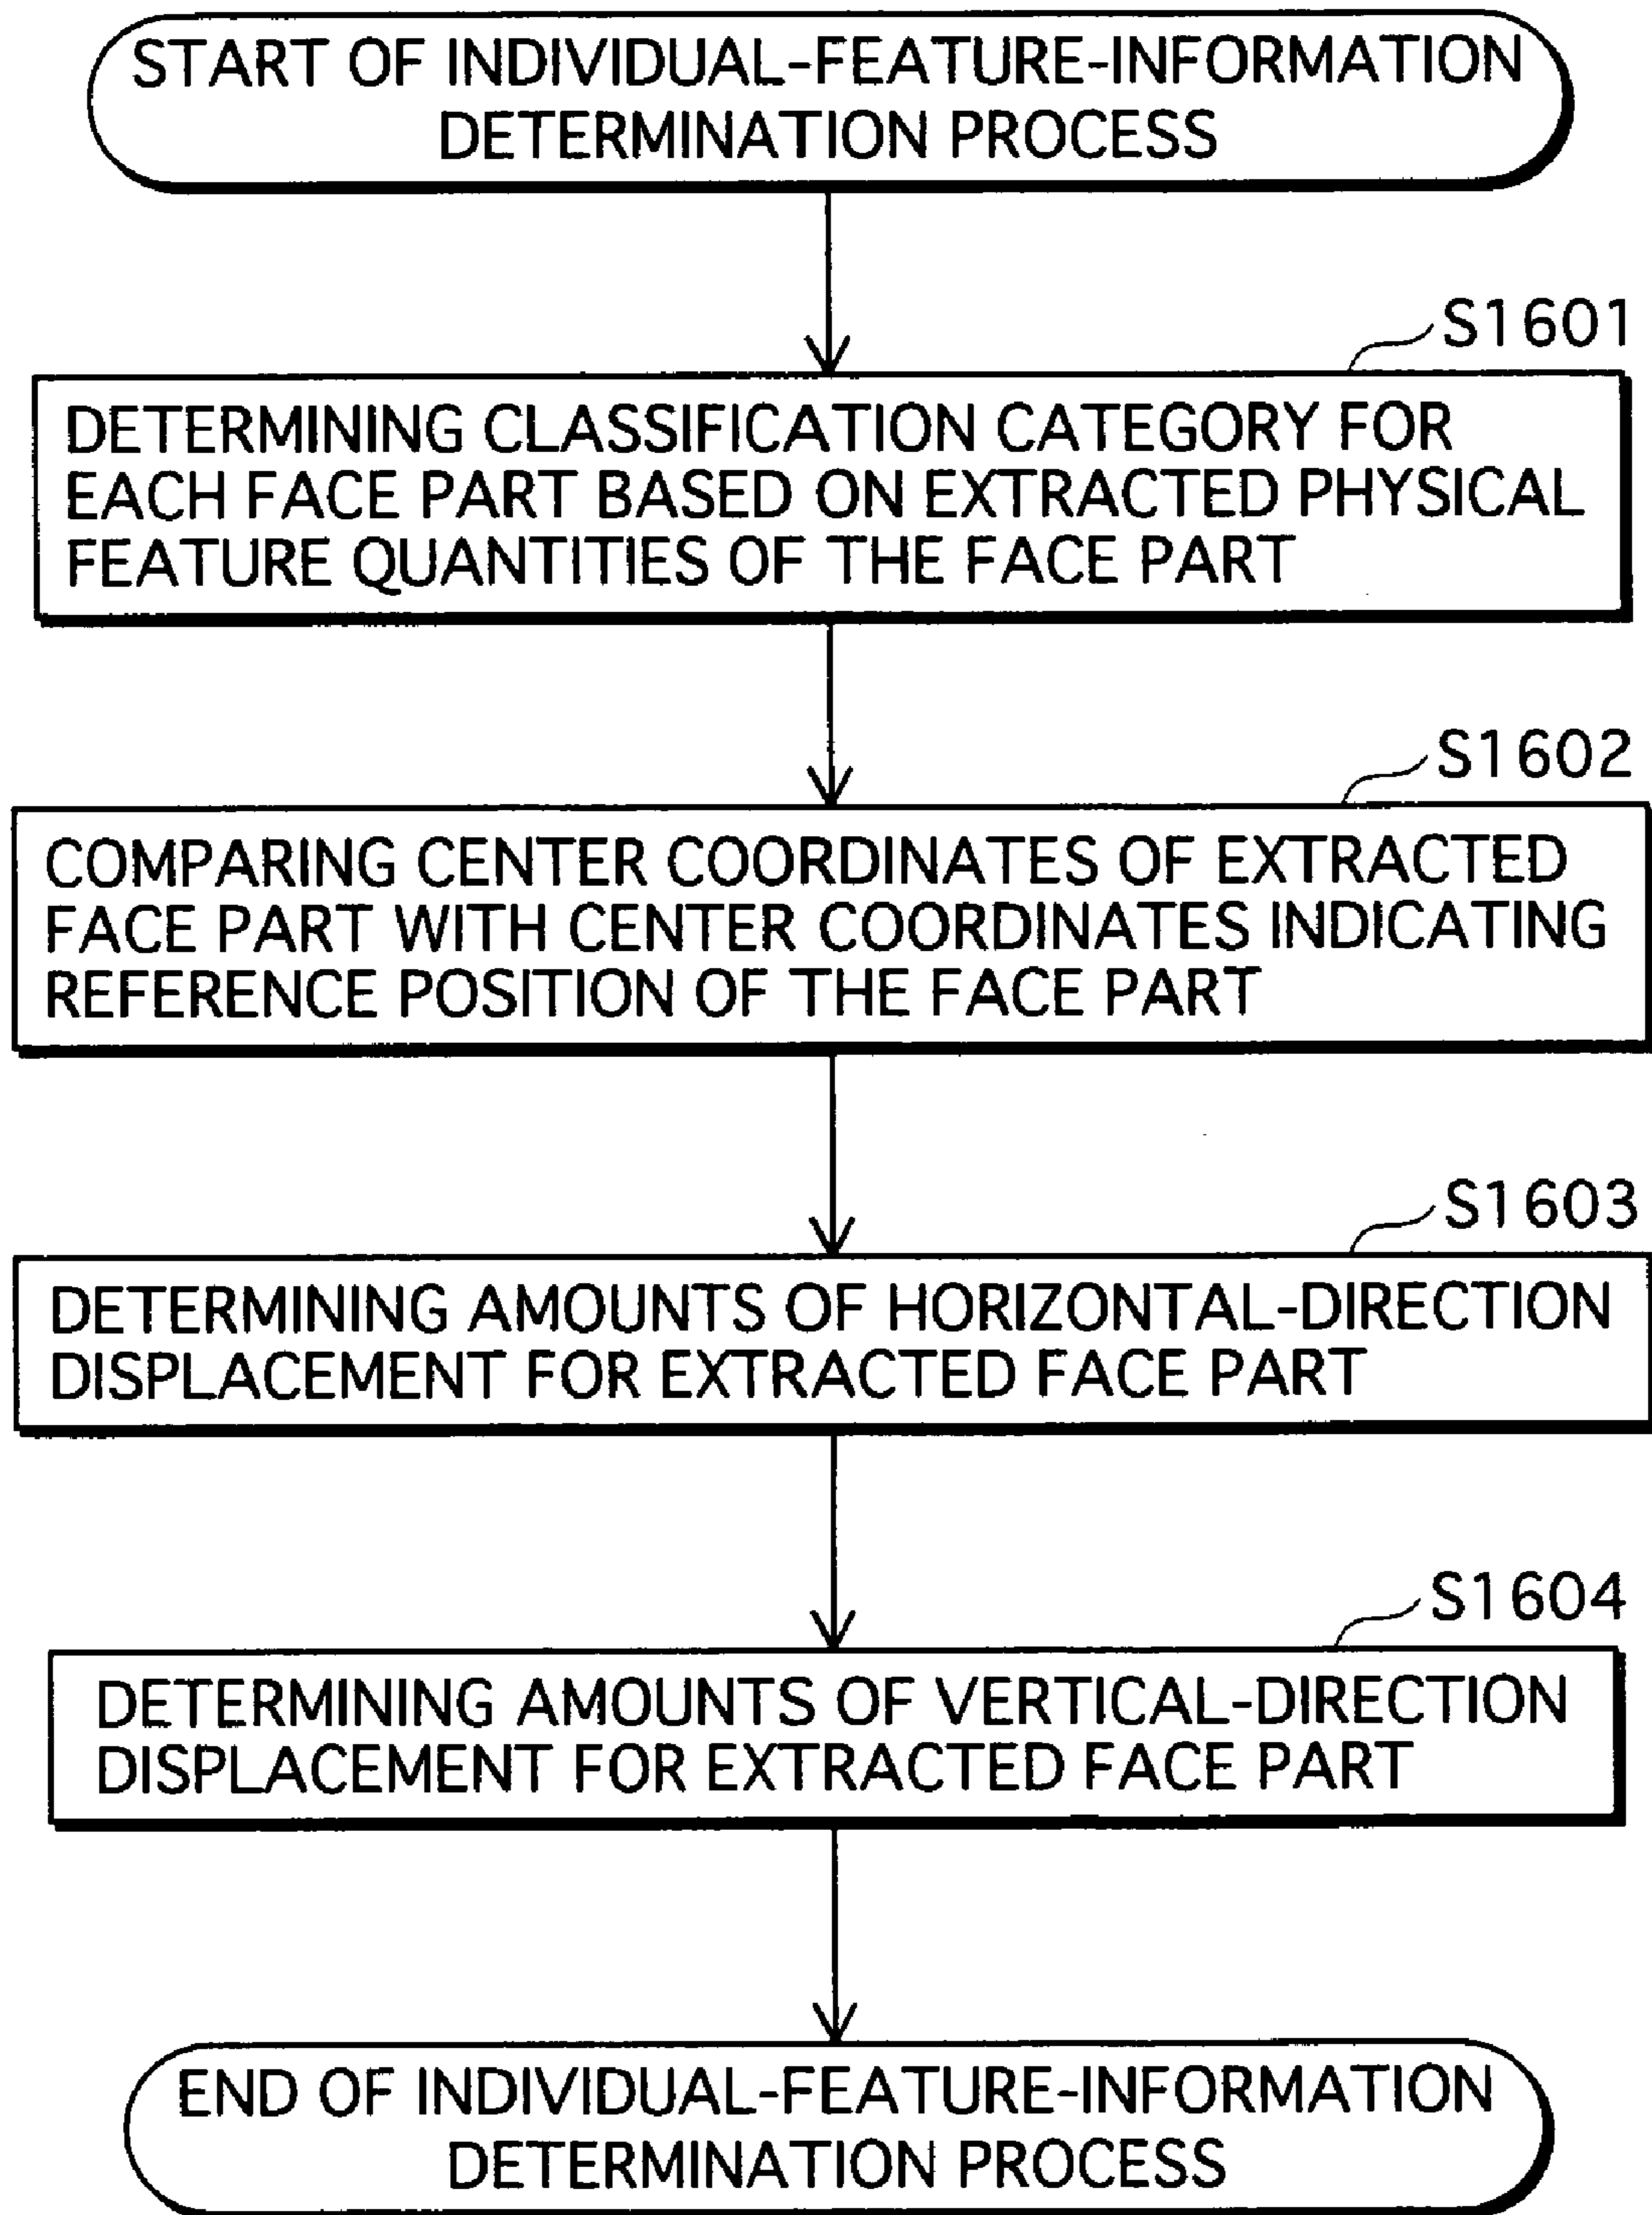 START OF INDIVIDUAL-FEATURE-INFORMATION
DETERMINATION PROCESS
S1601
DETERMINING CLASSIFICATION CATEGORY FOR
EACH FACE PART BASED ON EXTRACTED PHYSICAL
FEATURE QUANTITIES OF THE FACE PART
S1602
COMPARING CENTER COORDINATES OF EXTRACTED
FACE PART WITH CENTER COORDINATES INDICATING
REFERENCE POSITION OF THE FACE PART
S1603
DETERMINING AMOUNTS OF HORIZONTAL-DIRECTION
DISPLACEMENT FOR EXTRACTED FACE PART
S1604
DETERMINING AMOUNTS OF VERTICAL-DIRECTION
DISPLACEMENT FOR EXTRACTED FACE PART
END OF INDIVIDUAL-FEATURE-INFORMATION
DETERMINATION PROCESS